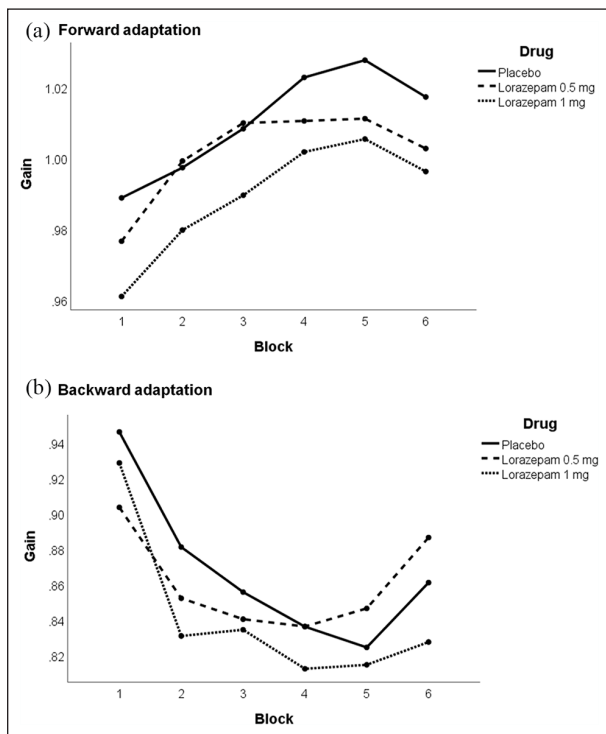 (a) Forward adaptation
Drug
Placebo
Lorazepam 0.5 mg
Lorazepam 1 mg
1.02
1.00
.98
.96
Gain
1 2 3 4 5 6
Block
(b) Backward adaptation
Drug
Placebo
Lorazepam 0.5 mg
Lorazepam 1 mg
.94
.92
.90
.88
.86
.84
.82
Gain
1 2 3 4 5 6
Block